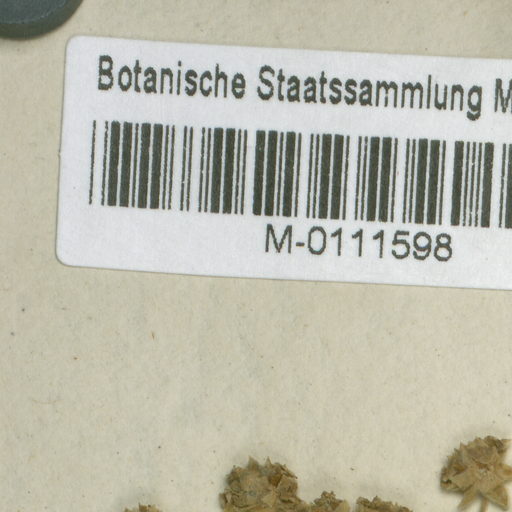 Botanische Staatssammlung M
M-0111598